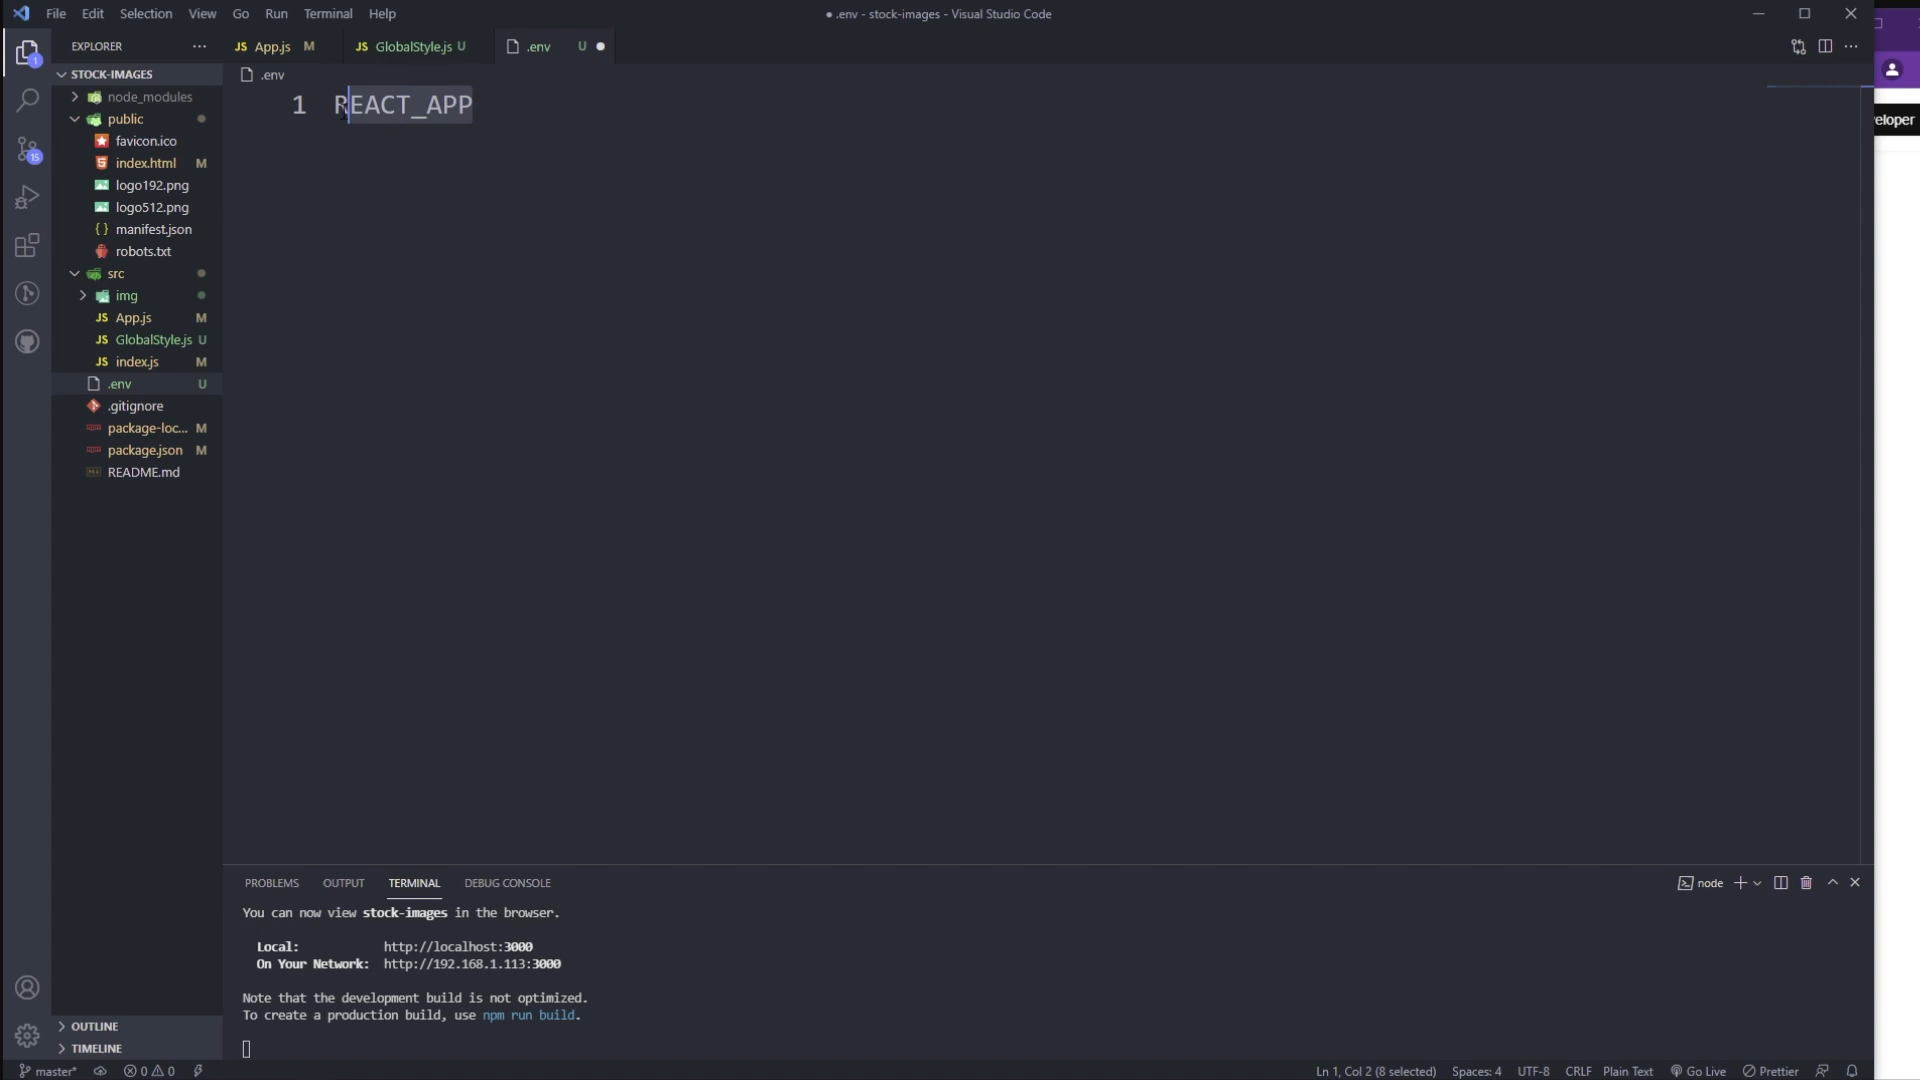 File Edit Selection View Go Run Terminal Help
● .env - stock-images - Visual Studio Code
EXPLORER ...
JS App.js M
JS GlobalStyle.js U
.env U ●
STOCK-IMAGES
.env
node_modules
public
favicon.ico
index.html M
logo192.png
logo512.png
{ } manifest.json
robots.txt
src
img
JS App.js M
JS GlobalStyle.js U
JS index.js M
.env U
.gitignore
package-loc... M
package.json M
README.md
OUTLINE
TIMELINE
1
15
1 REACT_APP
eloper
PROBLEMS OUTPUT TERMINAL DEBUG CONSOLE
node
You can now view stock-images in the browser.
Local: http://localhost:3000
On Your Network: http://192.168.1.113:3000
Note that the development build is not optimized.
To create a production build, use npm run build.
master* 0 0
Ln 1, Col 2 (8 selected) Spaces: 4 UTF-8 CRLF Plain Text Go Live Prettier